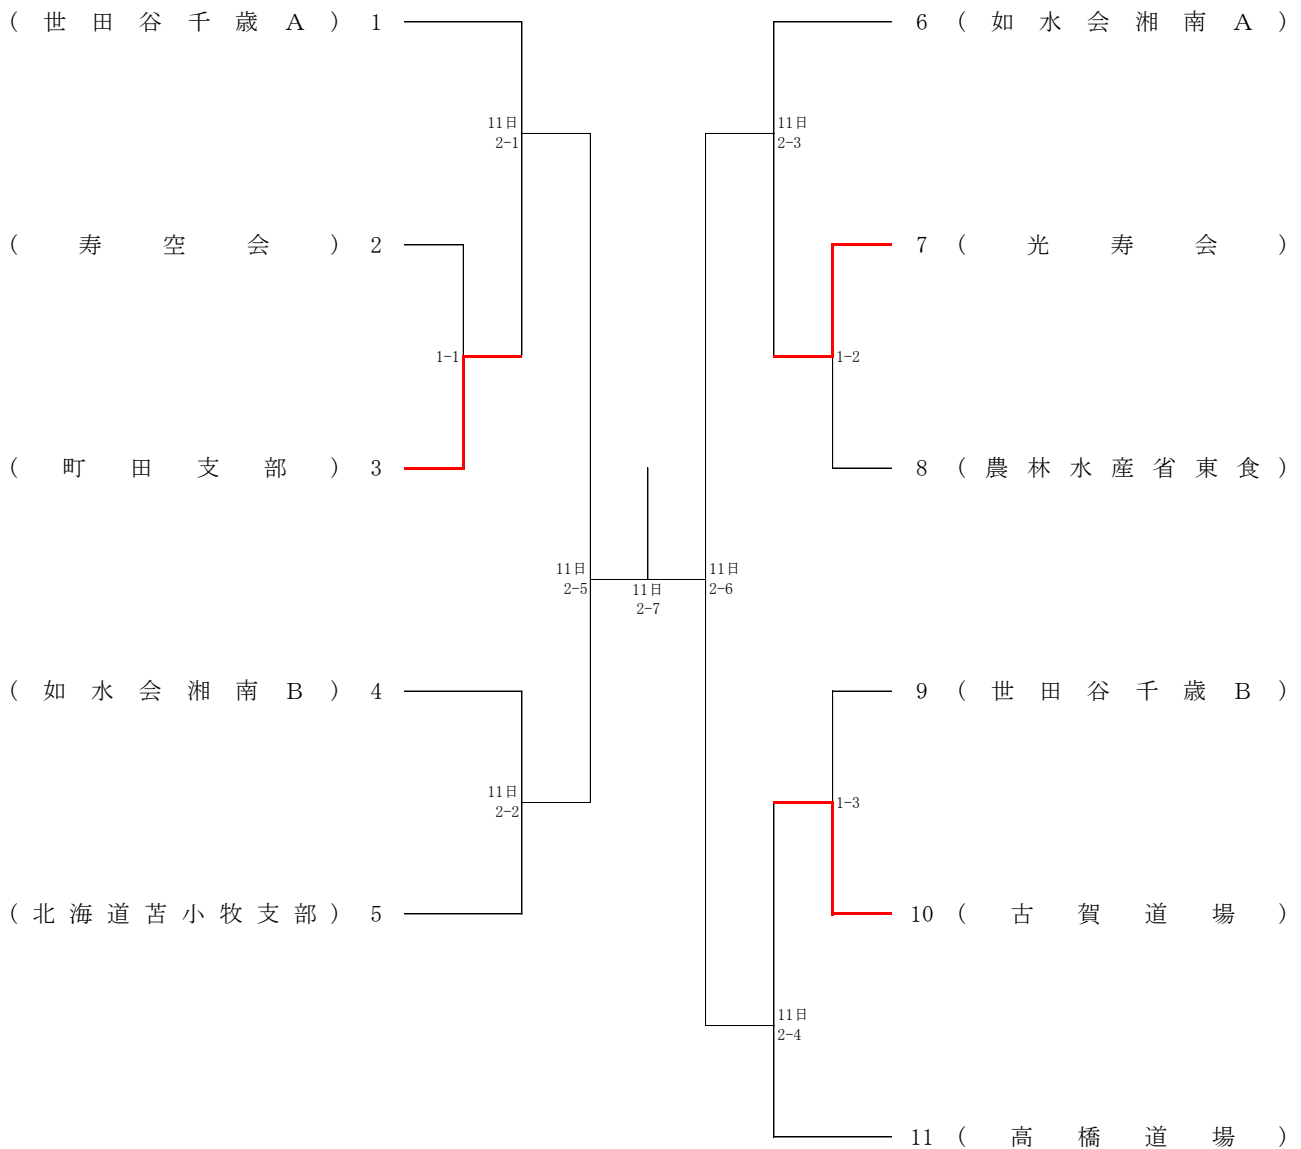 (世田谷千歳A) 1
11日
2-1
(寿空会) 2
1-1
(町田支部) 3
11日
2-5
(如水会湘南B) 4
11日
2-2
(北海道苫小牧支部) 5
11日
2-7
6 (如水会湘南A)
11日
2-3
7 (光寿会)
1-2
8 (農林水産省東食)
11日
2-6
9 (世田谷千歳B)
1-3
10 (古賀道場)
11日
2-4
11 (高橋道場)